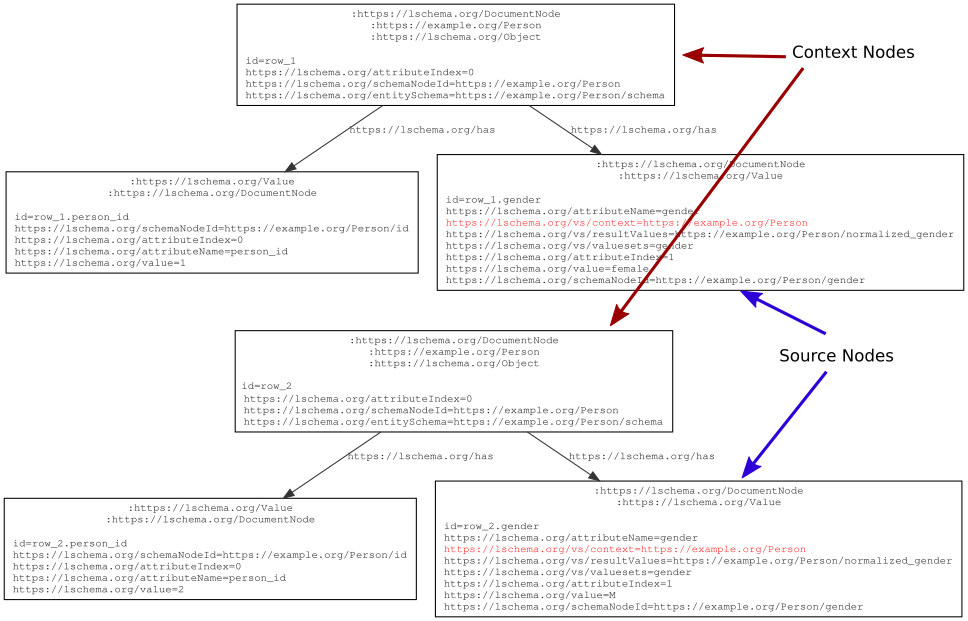 :https://lschema.org/DocumentNode
:https://example.org/Person
:https://lschema.org/Object
id=row_1
https://lschema.org/attributeIndex=0
https://lschema.org/schemaNodeId=https://example.org/Person
https://lschema.org/entitySchema=https://example.org/Person/schema
Context Nodes
https://lschema.org/has
https://lschema.org/has
:https://lschema.org/Value
:https://lschema.org/DocumentNode
id=row_1.person_id
https://lschema.org/schemaNodeId=https://example.org/Person/id
https://lschema.org/attributeIndex=0
https://lschema.org/attributeName=person_id
https://lschema.org/value=1
:https://lschema.org/DocumentNode
:https://lschema.org/Value
id=row_1.gender
https://lschema.org/attributeName=gender
https://lschema.org/vs/context=https://example.org/Person
https://lschema.org/vs/resultValues=https://example.org/Person/normalized_gender
https://lschema.org/vs/valuesets=gender
https://lschema.org/attributeIndex=1
https://lschema.org/value=female
https://lschema.org/schemaNodeId=https://example.org/Person/gender
Source Nodes
:https://lschema.org/DocumentNode
:https://example.org/Person
:https://lschema.org/Object
id=row_2
https://lschema.org/attributeIndex=0
https://lschema.org/schemaNodeId=https://example.org/Person
https://lschema.org/entitySchema=https://example.org/Person/schema
https://lschema.org/has
https://lschema.org/has
:https://lschema.org/Value
:https://lschema.org/DocumentNode
id=row_2.person_id
https://lschema.org/schemaNodeId=https://example.org/Person/id
https://lschema.org/attributeIndex=0
https://lschema.org/attributeName=person_id
https://lschema.org/value=2
:https://lschema.org/DocumentNode
:https://lschema.org/Value
id=row_2.gender
https://lschema.org/attributeName=gender
https://lschema.org/vs/context=https://example.org/Person
https://lschema.org/vs/resultValues=https://example.org/Person/normalized_gender
https://lschema.org/vs/valuesets=gender
https://lschema.org/attributeIndex=1
https://lschema.org/value=M
https://lschema.org/schemaNodeId=https://example.org/Person/gender